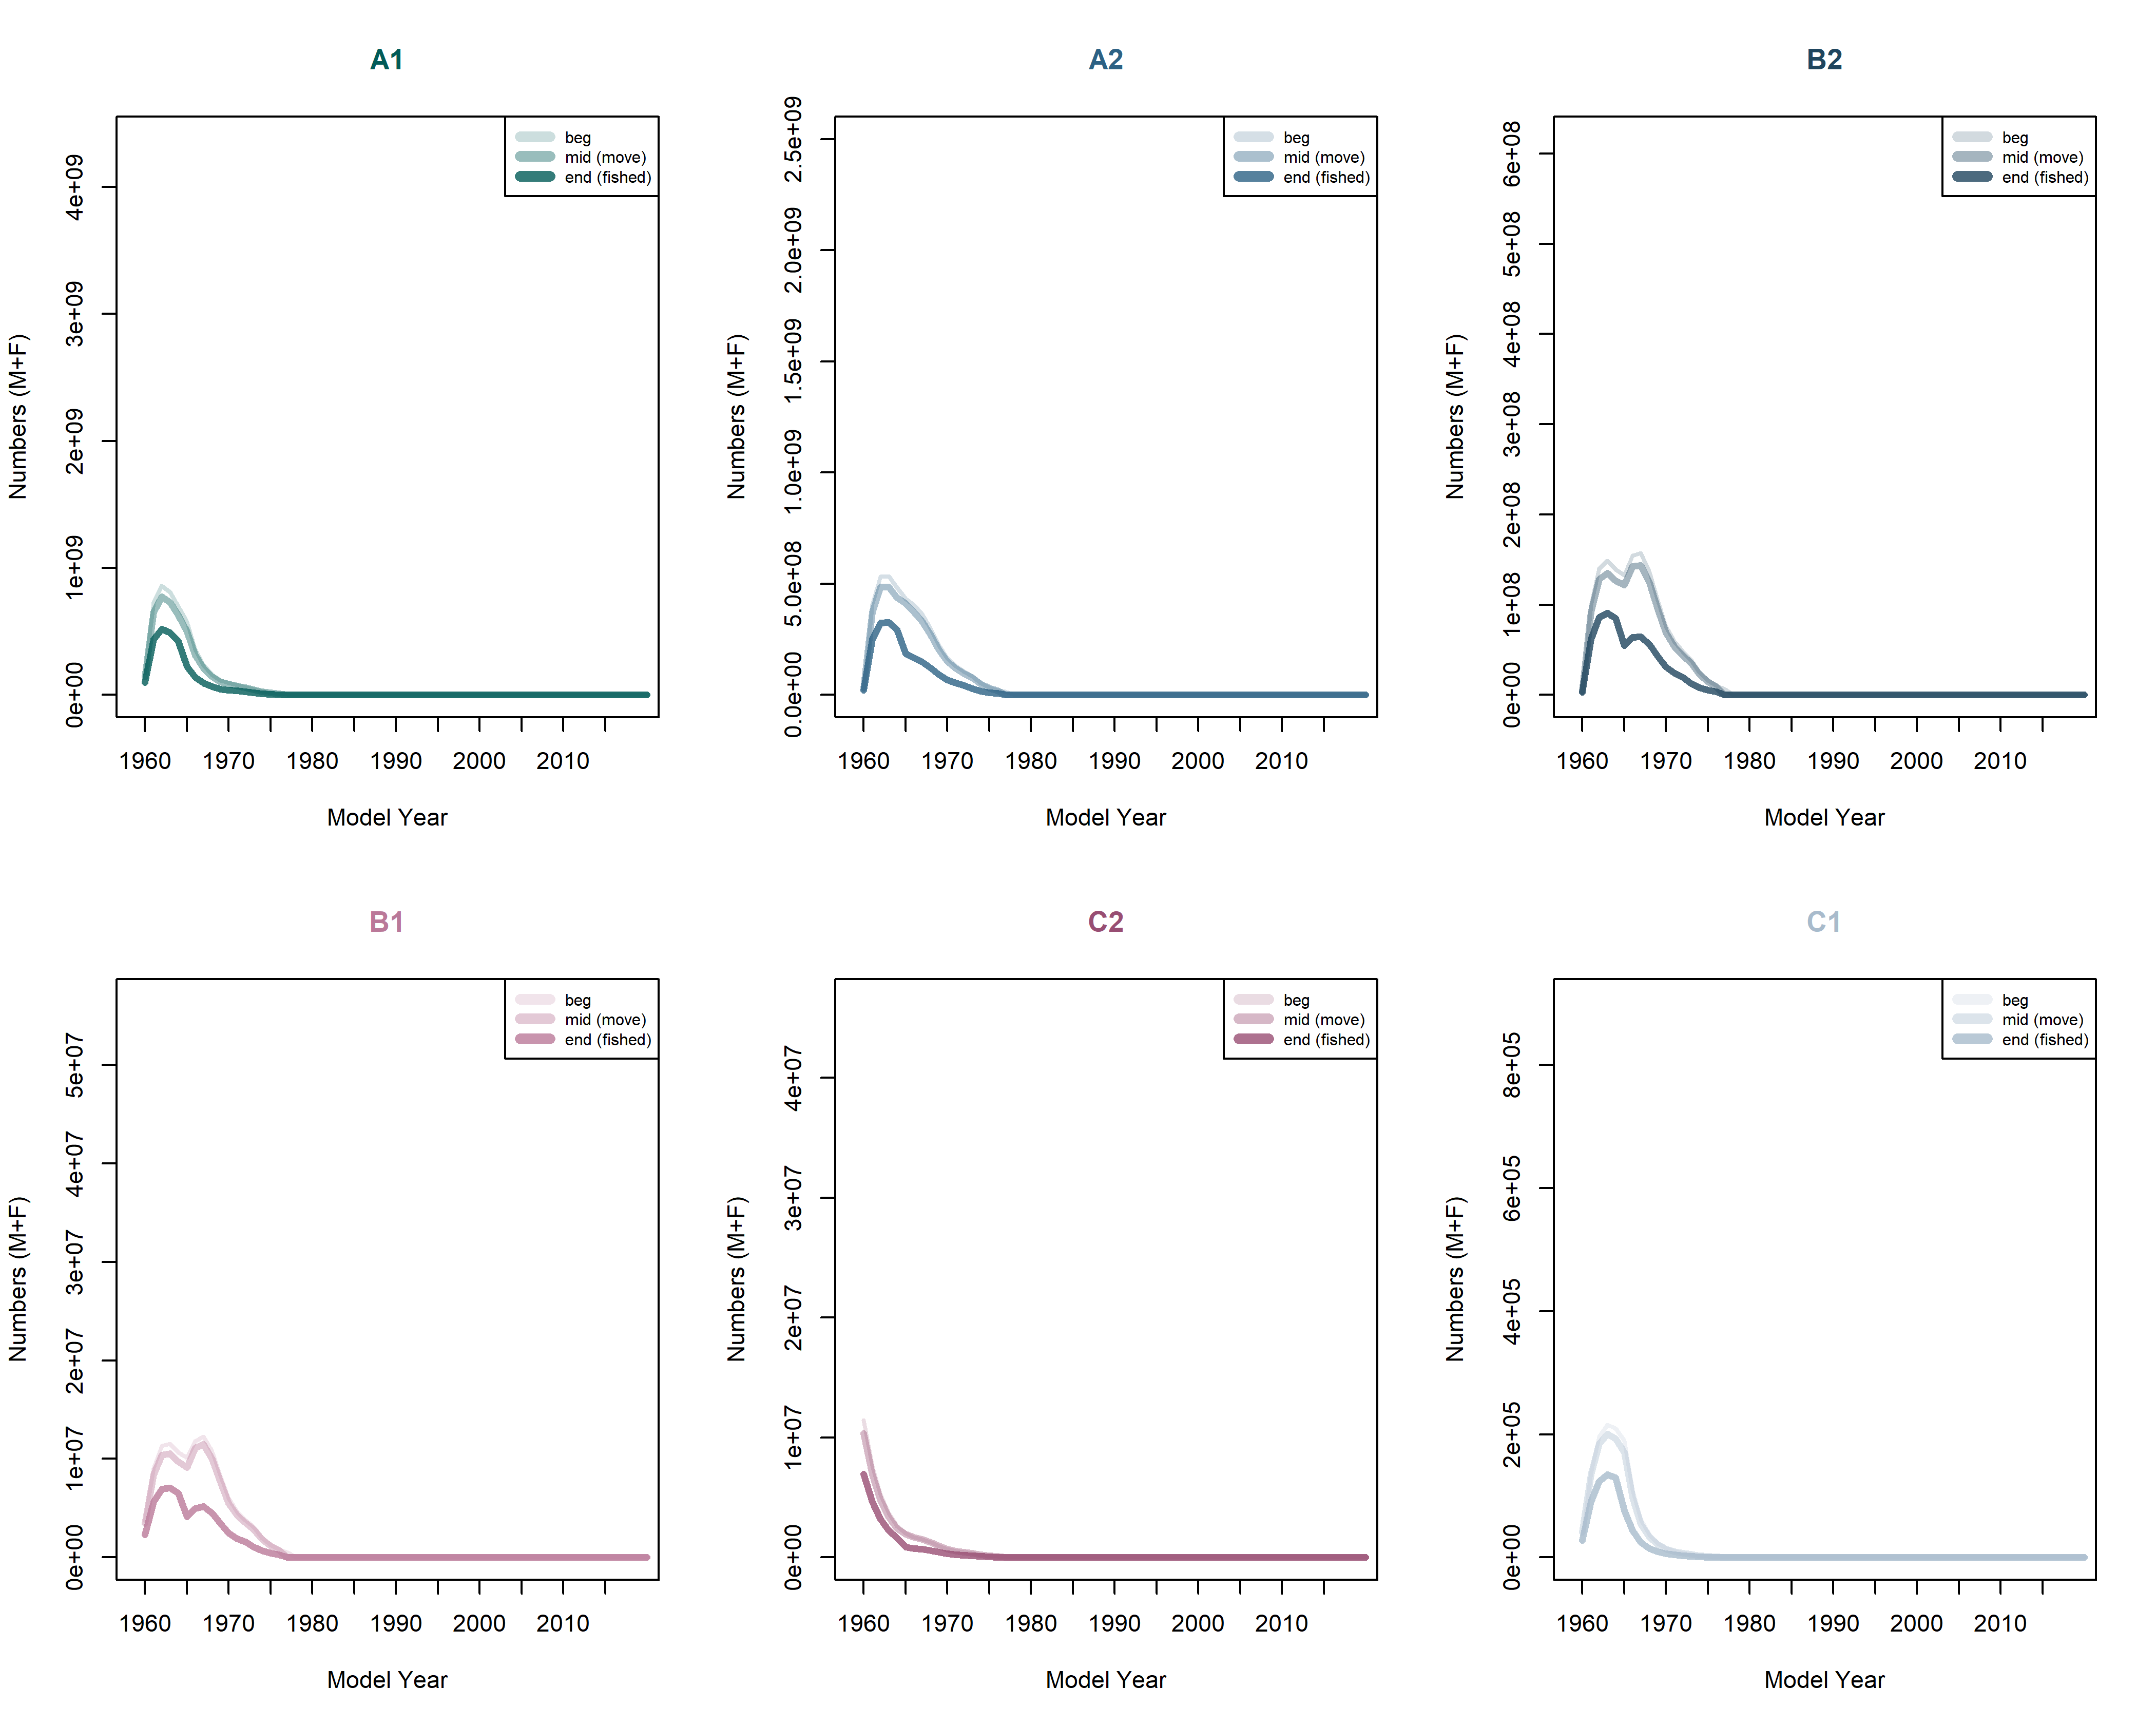 A1
beg
mid (move)
end (fished)
Numbers (M+F)
4e+09
3e+09
2e+09
1e+09
0e+00
1960 1970 1980 1990 2000 2010
Model Year
A2
beg
mid (move)
end (fished)
Numbers (M+F)
2.5e+09
2.0e+09
1.5e+09
1.0e+09
5.0e+08
0.0e+00
1960 1970 1980 1990 2000 2010
Model Year
B2
beg
mid (move)
end (fished)
Numbers (M+F)
6e+08
5e+08
4e+08
3e+08
2e+08
1e+08
0e+00
1960 1970 1980 1990 2000 2010
Model Year
B1
beg
mid (move)
end (fished)
Numbers (M+F)
5e+07
4e+07
3e+07
2e+07
1e+07
0e+00
1960 1970 1980 1990 2000 2010
Model Year
C2
beg
mid (move)
end (fished)
Numbers (M+F)
4e+07
3e+07
2e+07
1e+07
0e+00
1960 1970 1980 1990 2000 2010
Model Year
C1
beg
mid (move)
end (fished)
Numbers (M+F)
8e+05
6e+05
4e+05
2e+05
0e+00
1960 1970 1980 1990 2000 2010
Model Year